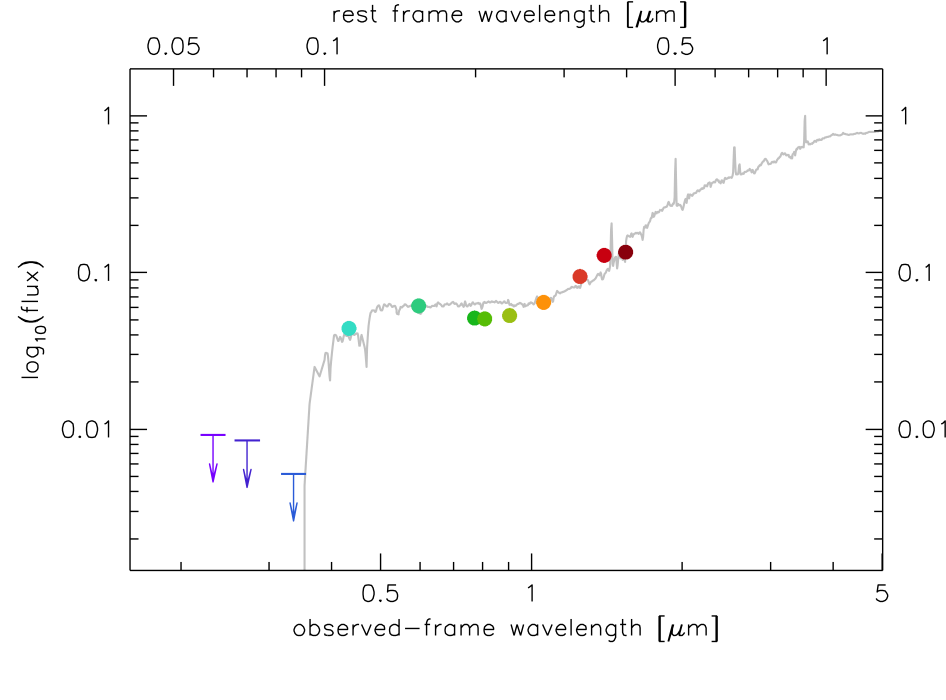 rest frame wavelength [μm]
0.05 0.1 0.5 1
1 1
0.1 0.1
log₁₀(flux)
0.01 0.01
0.5 1 5
observed-frame wavelength [μm]